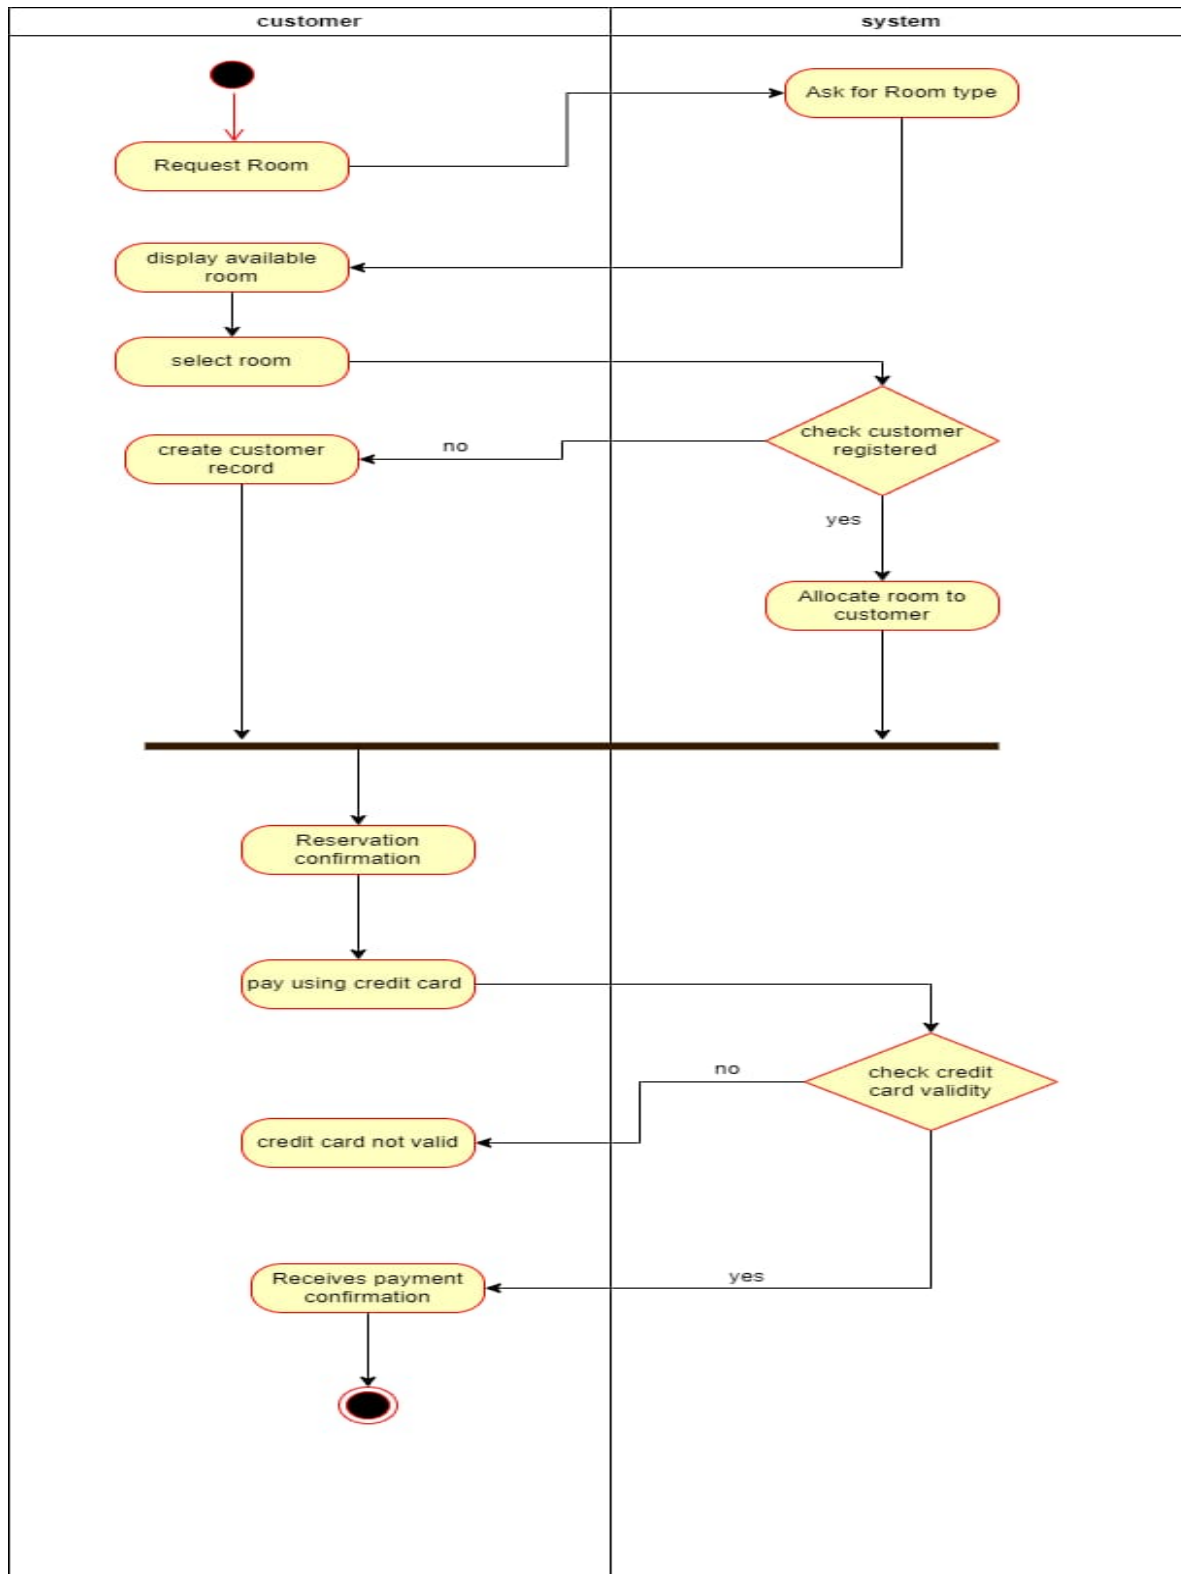 customer
system
Ask for Room type
Request Room
display available
room
select room
check customer
registered
no
create customer
record
yes
Allocate room to
customer
Reservation
confirmation
pay using credit card
check credit
card validity
no
credit card not valid
yes
Receives payment
confirmation